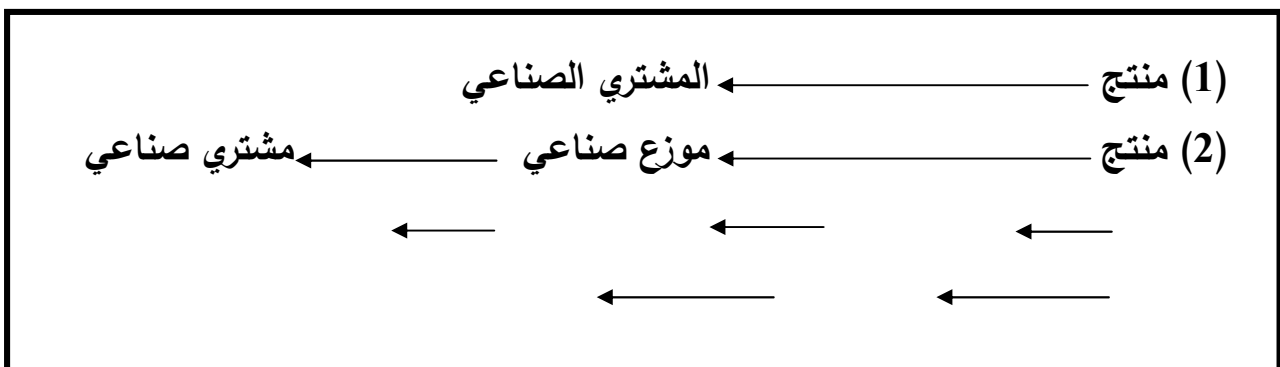 (1) منتج المشتري الصناعي
(2) منتج موزع صناعي مشتري صناعي